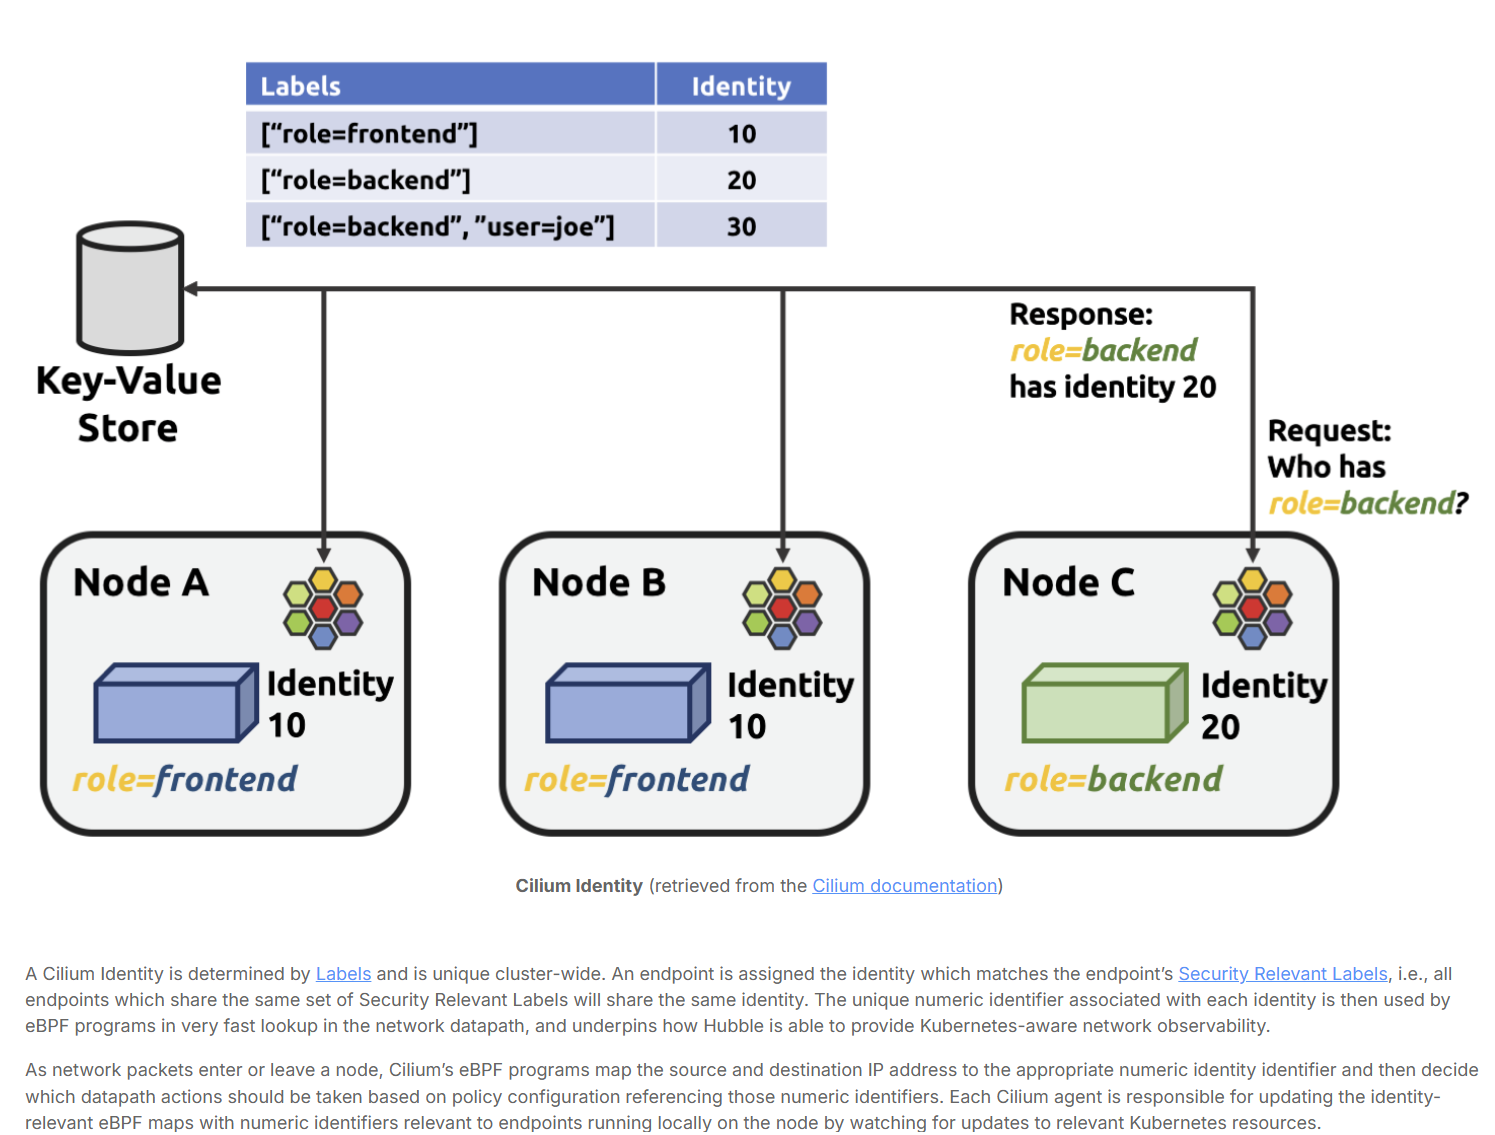 Labels Identity
[“role=frontend”] 10
[“role=backend”] 20
[“role=backend”, ”user=joe”] 30
Key-Value
Store
Response:
role=backend
has identity 20
Request:
Who has
role=backend?
Node A
Identity
10
role=frontend
Node B
Identity
10
role=frontend
Node C
Identity
20
role=backend
Cilium Identity (retrieved from the Cilium documentation)
A Cilium Identity is determined by Labels and is unique cluster-wide. An endpoint is assigned the identity which matches the endpoint’s Security Relevant Labels, i.e., all
endpoints which share the same set of Security Relevant Labels will share the same identity. The unique numeric identifier associated with each identity is then used by
eBPF programs in very fast lookup in the network datapath, and underpins how Hubble is able to provide Kubernetes-aware network observability.
As network packets enter or leave a node, Cilium’s eBPF programs map the source and destination IP address to the appropriate numeric identity identifier and then decide
which datapath actions should be taken based on policy configuration referencing those numeric identifiers. Each Cilium agent is responsible for updating the identity-
relevant eBPF maps with numeric identifiers relevant to endpoints running locally on the node by watching for updates to relevant Kubernetes resources.